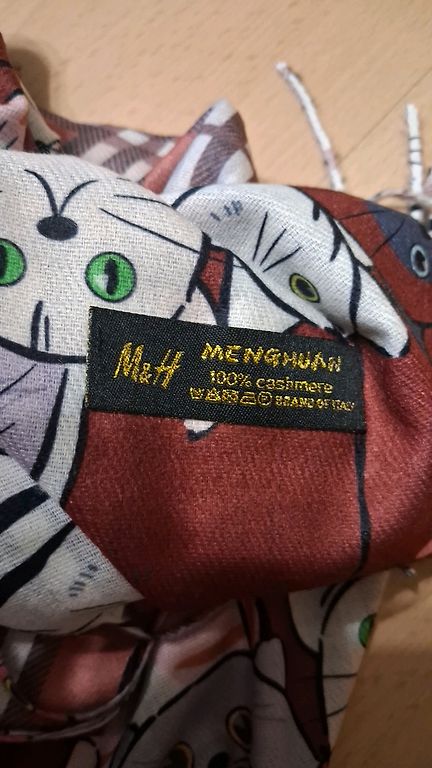 M&H
MENGHUAN
100% cashmere
BRAND OF ITALY